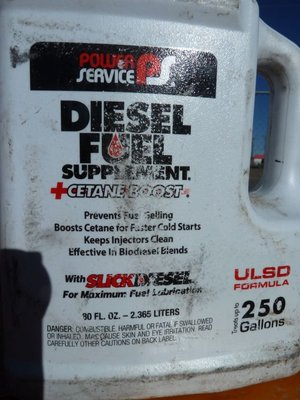 POWER
SERVICE PS
DIESEL
FUEL
SUPPLEMENT
+CETANE BOOST
Prevents Fuel Gelling
Boosts Cetane for Faster Cold Starts
Keeps Injectors Clean
Effective in Biodiesel Blends
With SLICKDIESEL
For Maximum Fuel Lubrication
ULSD
FORMULA
Treats up to 250
Gallons
80 FL. OZ. – 2.365 LITERS
DANGER: COMBUSTIBLE. HARMFUL OR FATAL IF SWALLOWED
OR INHALED. MAY CAUSE SKIN AND EYE IRRITATION. READ
CAREFULLY OTHER CAUTIONS ON BACK LABEL.